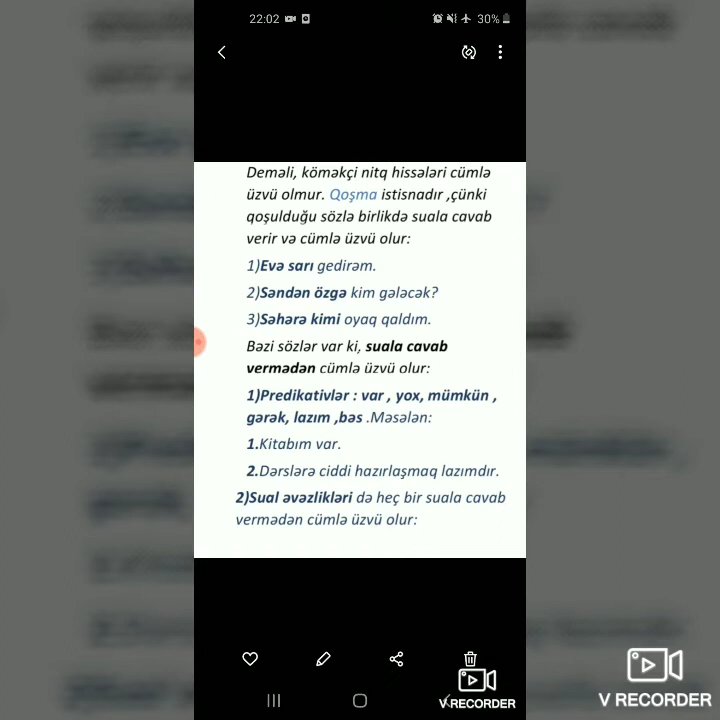 22:02
30%
Deməli, köməkçi nitq hissələri cümlə
üzvü olmur. Qoşma istisnadır ,çünki
qoşulduğu sözlə birlikdə suala cavab
verir və cümlə üzvü olur:
1)Evə sarı gedirəm.
2)Səndən özgə kim gələcək?
3)Səhərə kimi oyaq qaldım.
Bəzi sözlər var ki, suala cavab
vermədən cümlə üzvü olur:
1)Predikativlər : var , yox, mümkün ,
gərək, lazım ,bəs .Məsələn:
1.Kitabım var.
2.Dərslərə ciddi hazırlaşmaq lazımdır.
2)Sual əvəzlikləri də heç bir suala cavab
vermədən cümlə üzvü olur:
V RECORDER
V RECORDER